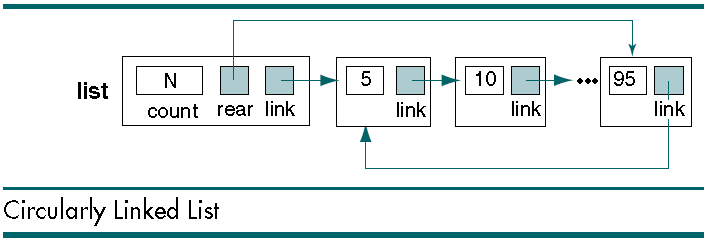 list N 5 10 ••• 95
count rear link link link link
Circularly Linked List